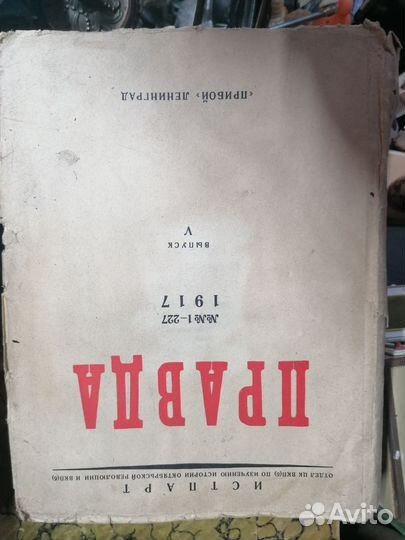 ИСТПАРТ
ОТДЕЛ ЦК ВКП(б) ПО ИЗУЧЕНИЮ ИСТОРИИ ОКТЯБРЬСКОЙ РЕВОЛЮЦИИ И ВКП(б)
ПРАВДА
№№ 1—227
1917
ВЫПУСК
V
«ПРИБОЙ» ЛЕНИНГРАД
Avito